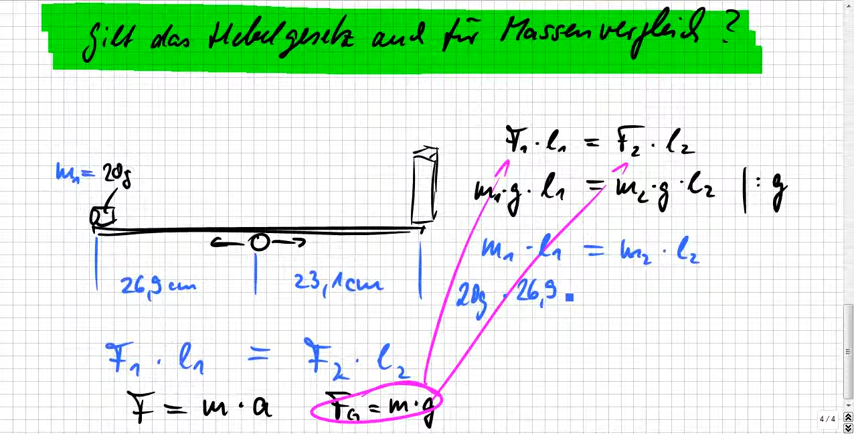 Gilt das Hebelgesetz auch für Massenvergleich?
F₁ · l₁ = F₂ · l₂
m₁ = 20g
m₁ · g · l₁ = m₂ · g · l₂ | : g
m₁ · l₁ = m₂ · l₂
26,9 cm 23,1 cm
20g · 26,9
F₁ · l₁ = F₂ · l₂
F = m · a F_G = m · g
4/4